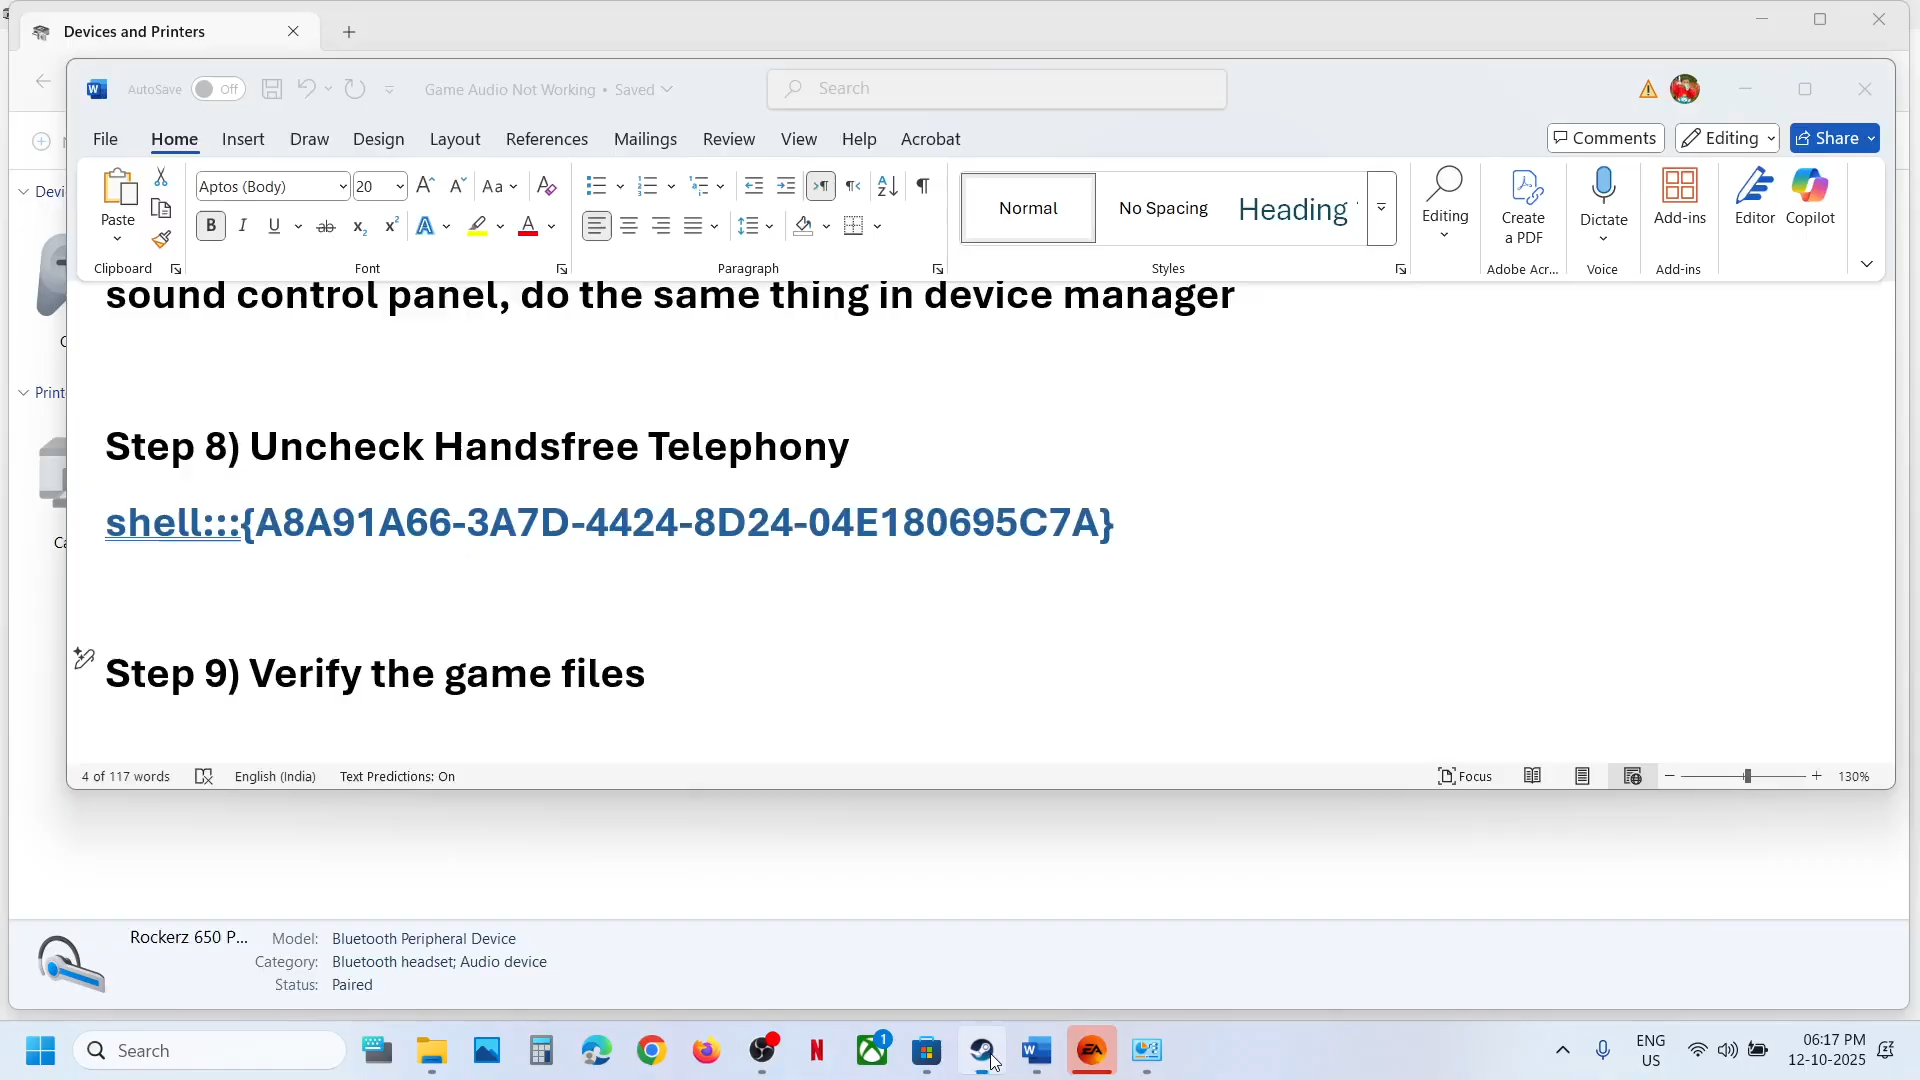 Devices and Printers
AutoSave Off
Game Audio Not Working • Saved
Search
File Home Insert Draw Design Layout References Mailings Review View Help Acrobat
Comments Editing Share
Paste
Aptos (Body) 20
Normal No Spacing Heading
Editing
Create a PDF
Dictate
Add-ins
Editor
Copilot
Clipboard Font Paragraph Styles Adobe Acr... Voice Add-ins
Devi
Print
sound control panel, do the same thing in device manager
Step 8) Uncheck Handsfree Telephony
shell:::{A8A91A66-3A7D-4424-8D24-04E180695C7A}
Step 9) Verify the game files
4 of 117 words English (India) Text Predictions: On Focus 130%
Rockerz 650 P...
Model: Bluetooth Peripheral Device
Category: Bluetooth headset; Audio device
Status: Paired
Search
1
ENG
US
06:17 PM
12-10-2025